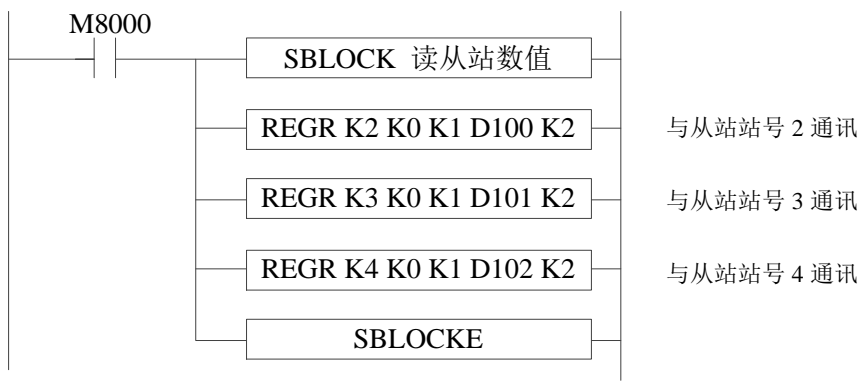 M8000
SBLOCK 读从站数值
REGR K2 K0 K1 D100 K2
与从站站号 2 通讯
REGR K3 K0 K1 D101 K2
与从站站号 3 通讯
REGR K4 K0 K1 D102 K2
与从站站号 4 通讯
SBLOCKE